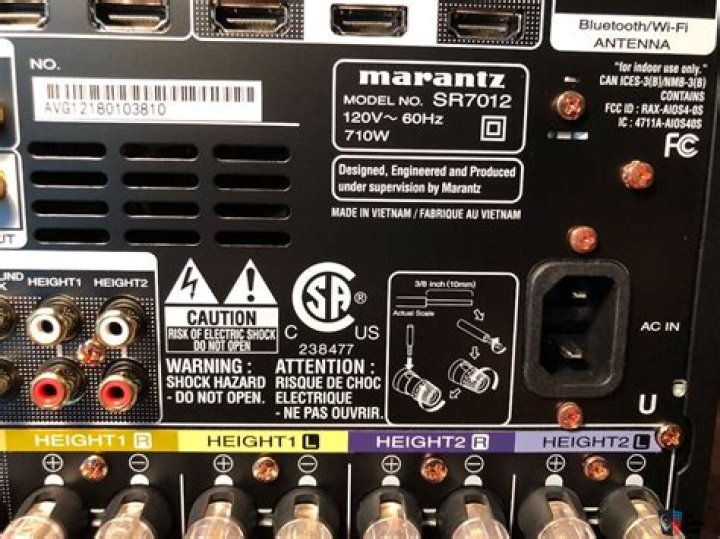 Bluetooth/Wi-Fi
ANTENNA
NO.
AVG12180103810
marantz
MODEL NO. SR7012
120V~ 60Hz
710W
"for indoor use only."
CAN ICES-3(B)/NMB-3(B)
CONTAINS
FCC ID : RAX-AIOS4-0S
IC : 4711A-AIOS40S
FC
Designed, Engineered and Produced
under supervision by Marantz
MADE IN VIETNAM / FABRIQUE AU VIETNAM
UT
UND
HEIGHT1 HEIGHT2
CAUTION
RISK OF ELECTRIC SHOCK
DO NOT OPEN
SA ®
C US
238477
3/8 inch (10mm)
Actual Scale
AC IN
WARNING :
SHOCK HAZARD
- DO NOT OPEN.
ATTENTION :
RISQUE DE CHOC
ELECTRIQUE
- NE PAS OUVRIR.
U
HEIGHT1 R
HEIGHT1 L
HEIGHT2 R
HEIGHT2 L